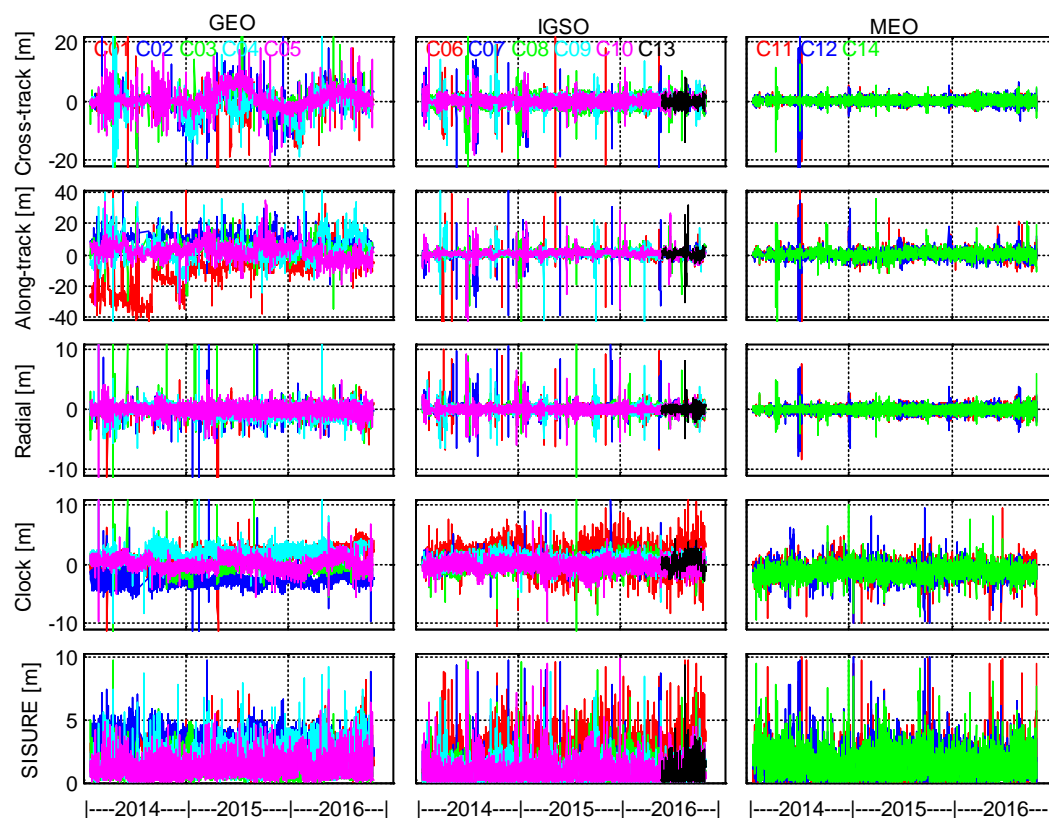 GEO IGSO MEO
C01 C02 C03 C04 C05 C06 C07 C08 C09 C10 C13 C11 C12 C14
Cross-track [m]
20
0
-20
Along-track [m]
40
20
0
-20
-40
Radial [m]
10
0
-10
Clock [m]
10
0
-10
SISURE [m]
10
5
0
|----2014----|----2015----|----2016---| |----2014----|----2015----|----2016---| |----2014----|----2015----|----2016---|